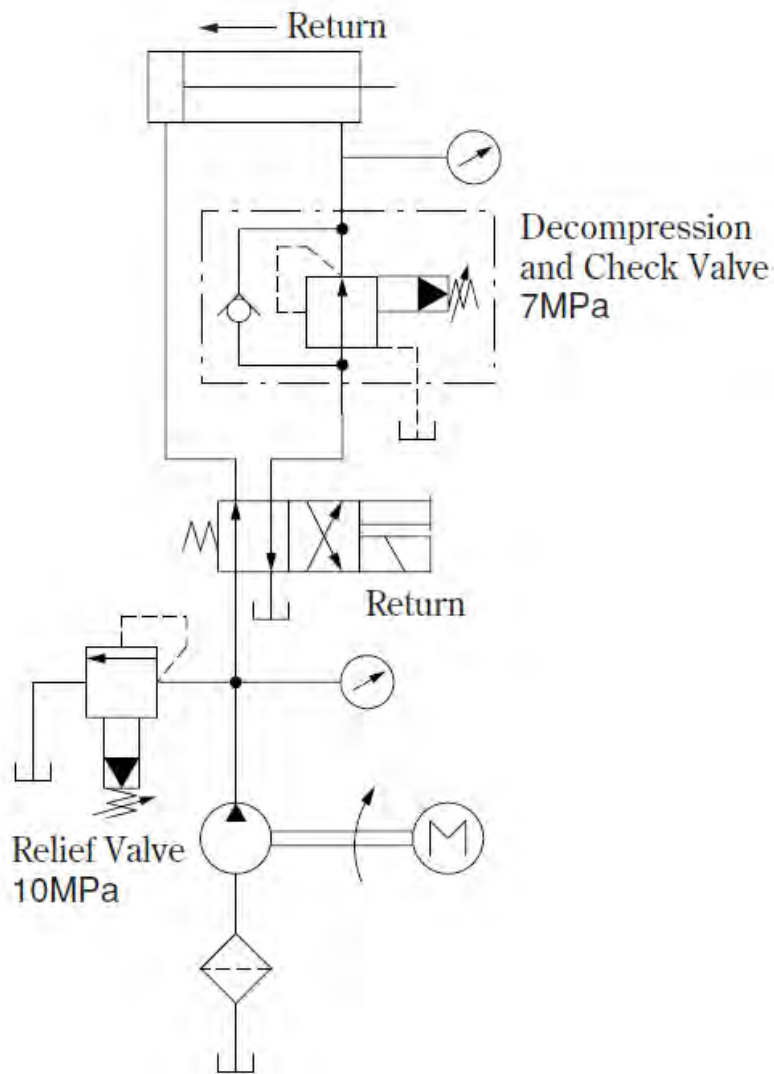 Return
Decompression
and Check Valve
7MPa
Return
Relief Valve
10MPa
M